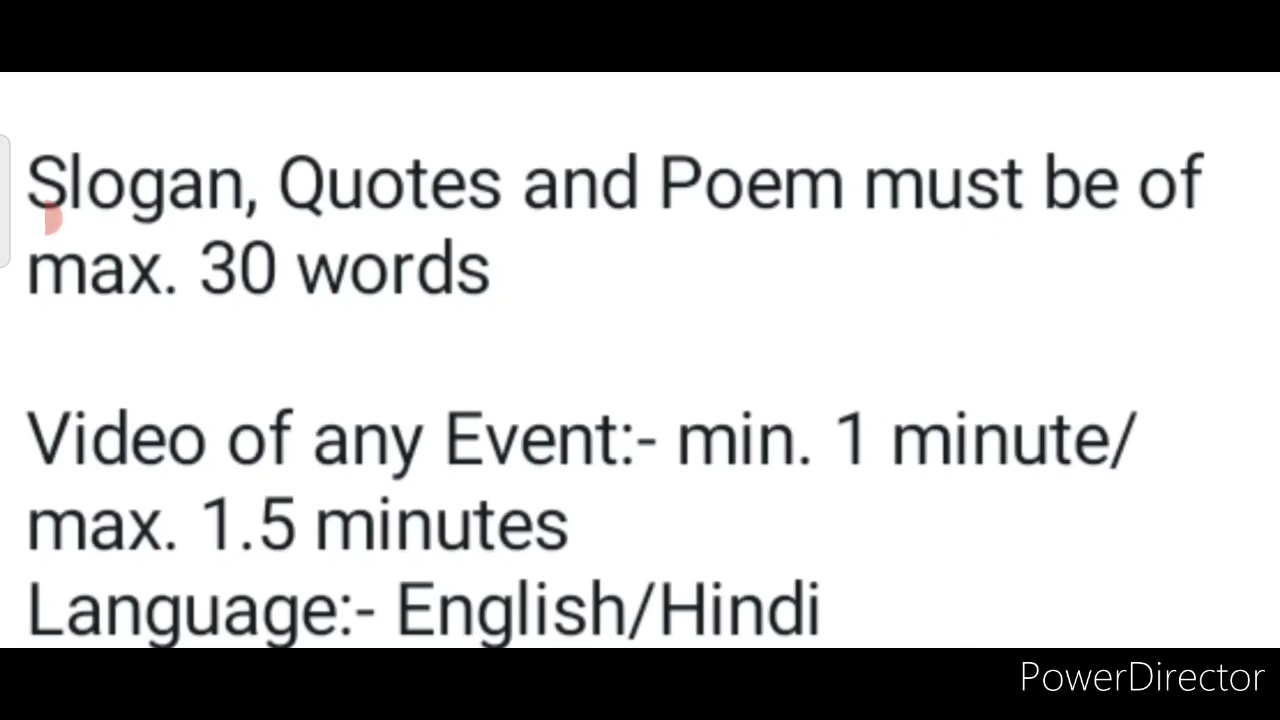 Slogan, Quotes and Poem must be of
max. 30 words
Video of any Event:- min. 1 minute/
max. 1.5 minutes
Language:- English/Hindi
PowerDirector